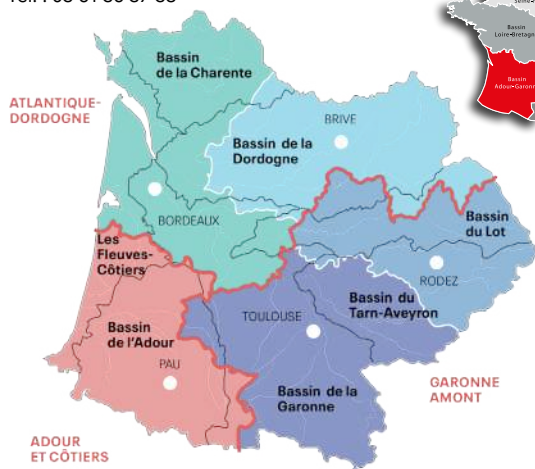 Seine-
Bassin
Loire-Bretagne
Bassin
Adour-Garonne
Bassin
de la Charente
ATLANTIQUE-
DORDOGNE
BRIVE
Bassin de la
Dordogne
BORDEAUX
Bassin
du Lot
Les
Fleuves-
Côtiers
RODEZ
Bassin du
Tarn-Aveyron
TOULOUSE
Bassin
de l'Adour
PAU
GARONNE
AMONT
Bassin de la
Garonne
ADOUR
ET CÔTIERS